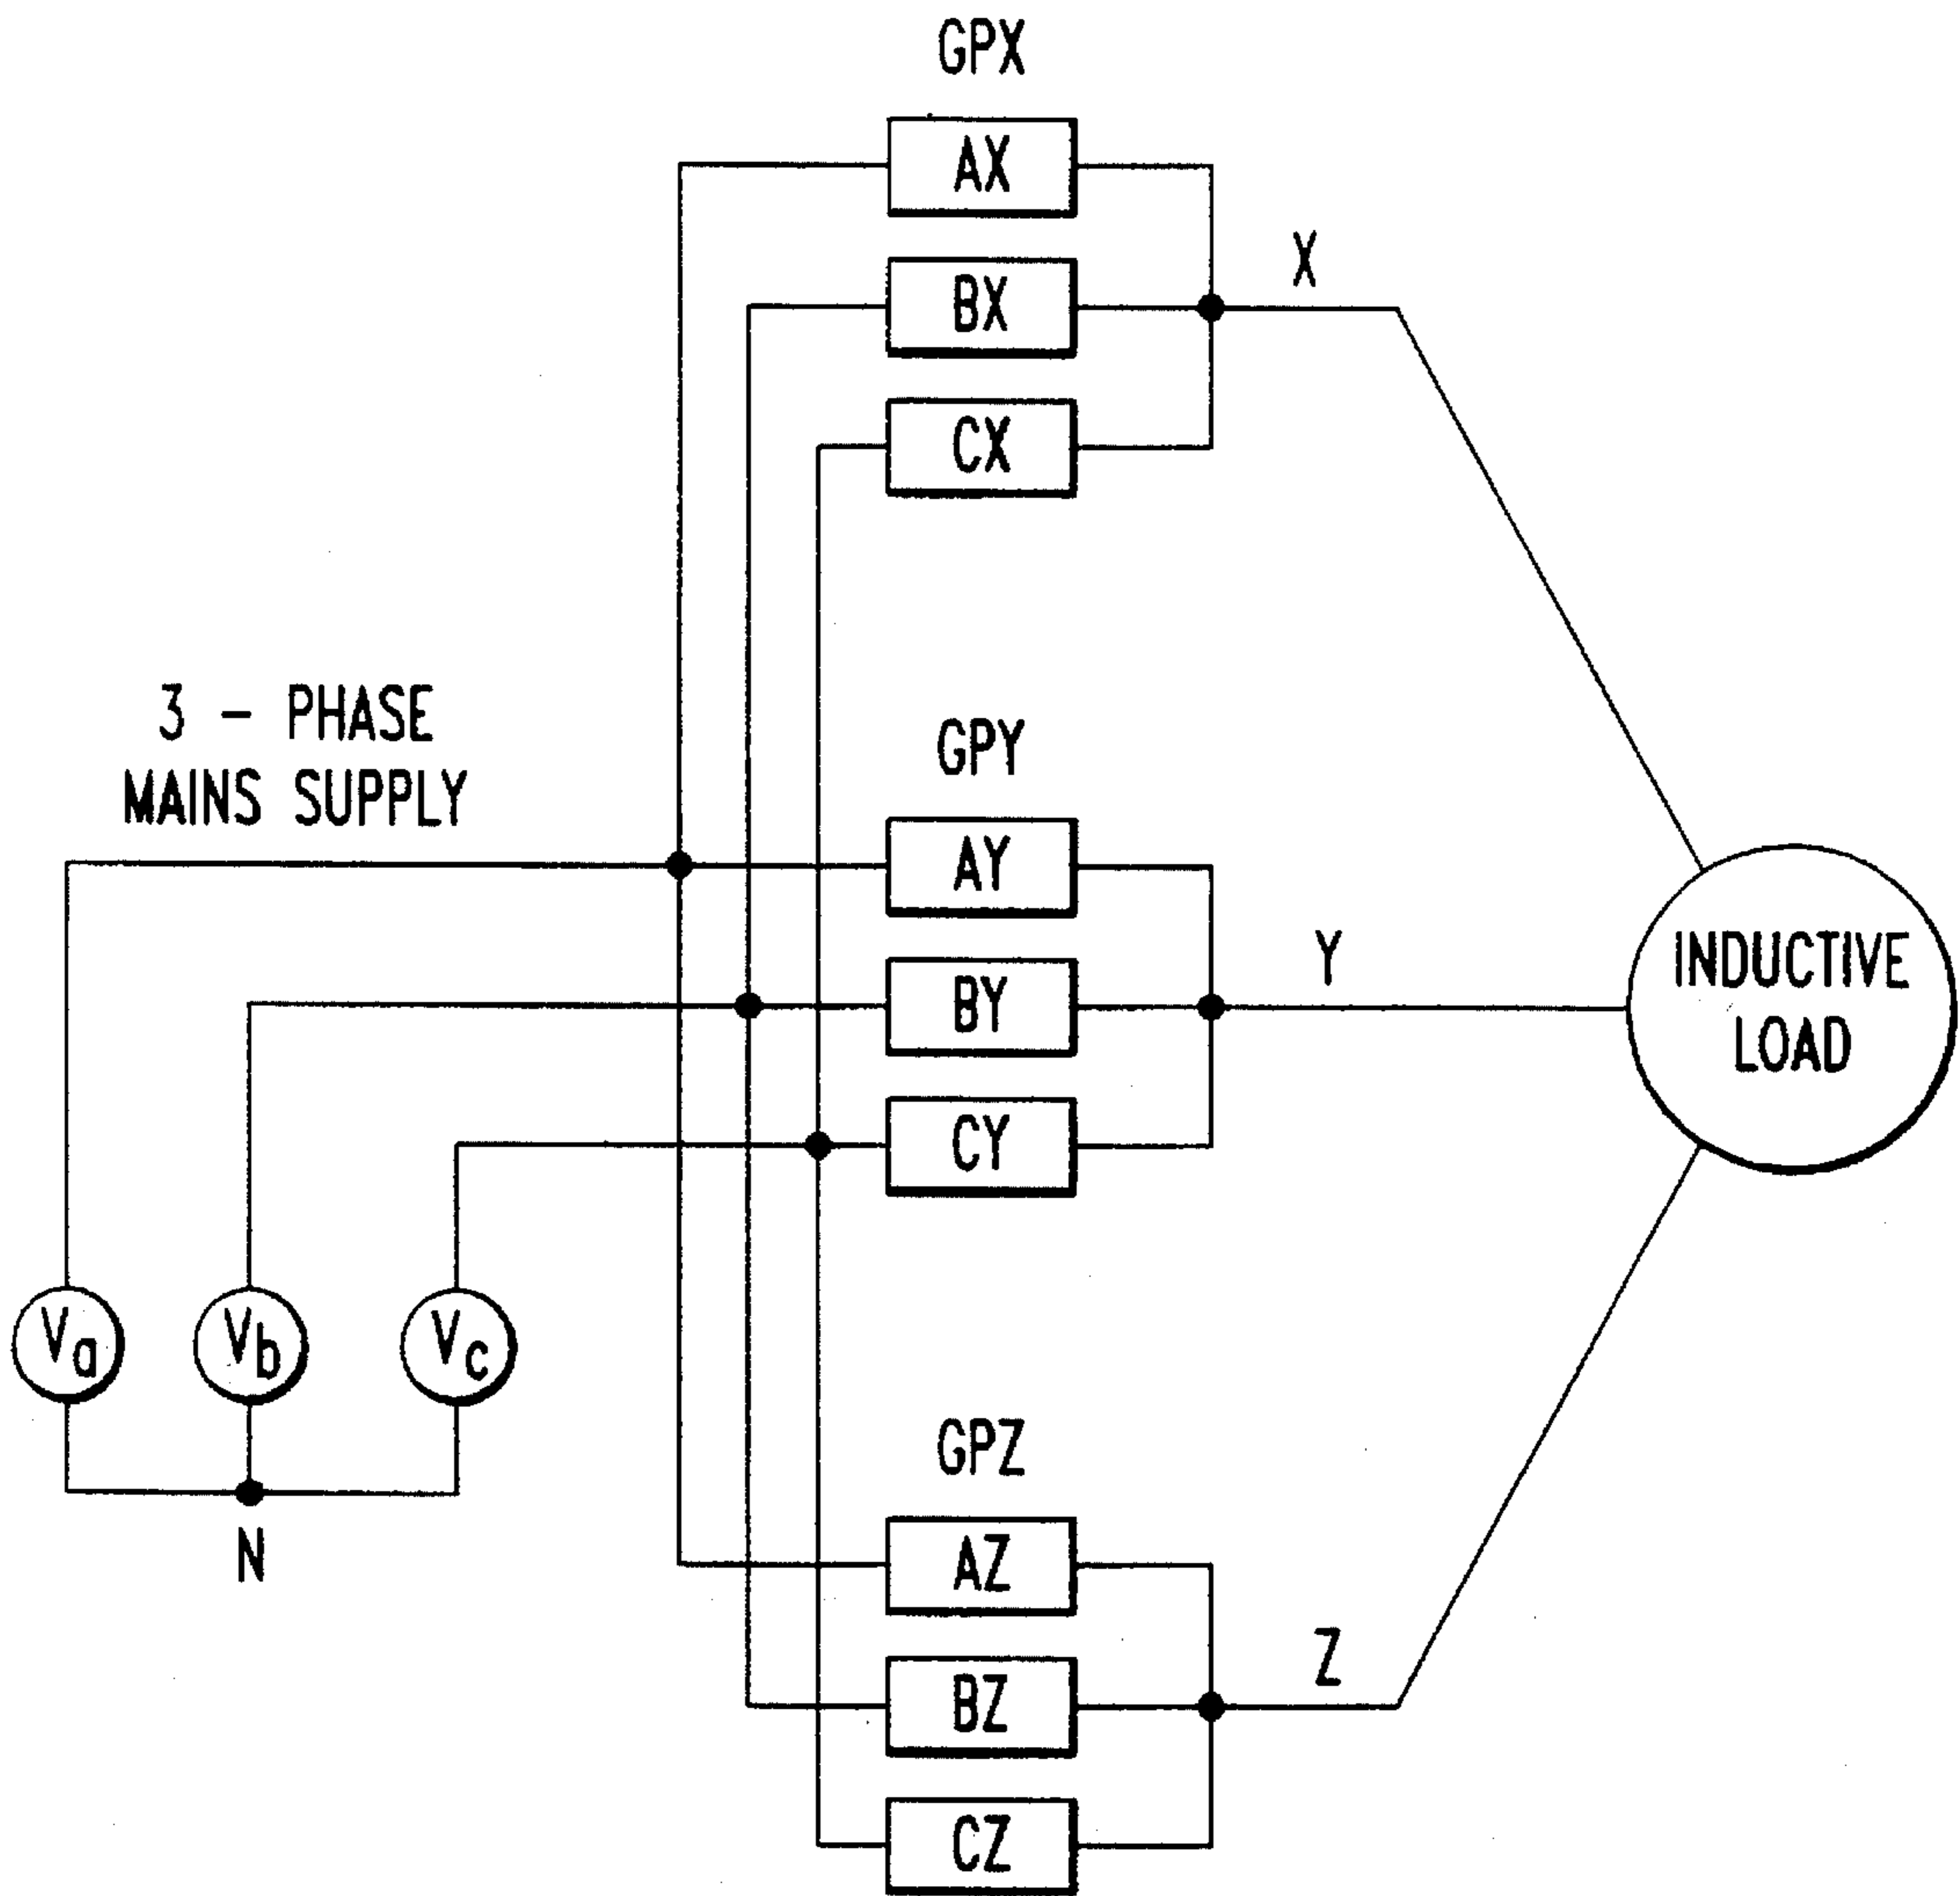 GPX
AX
BX
CX
X
3 - PHASE
MAINS SUPPLY
GPY
AY
BY
CY
Y
INDUCTIVE
LOAD
Va
Vb
Vc
N
GPZ
AZ
BZ
CZ
Z